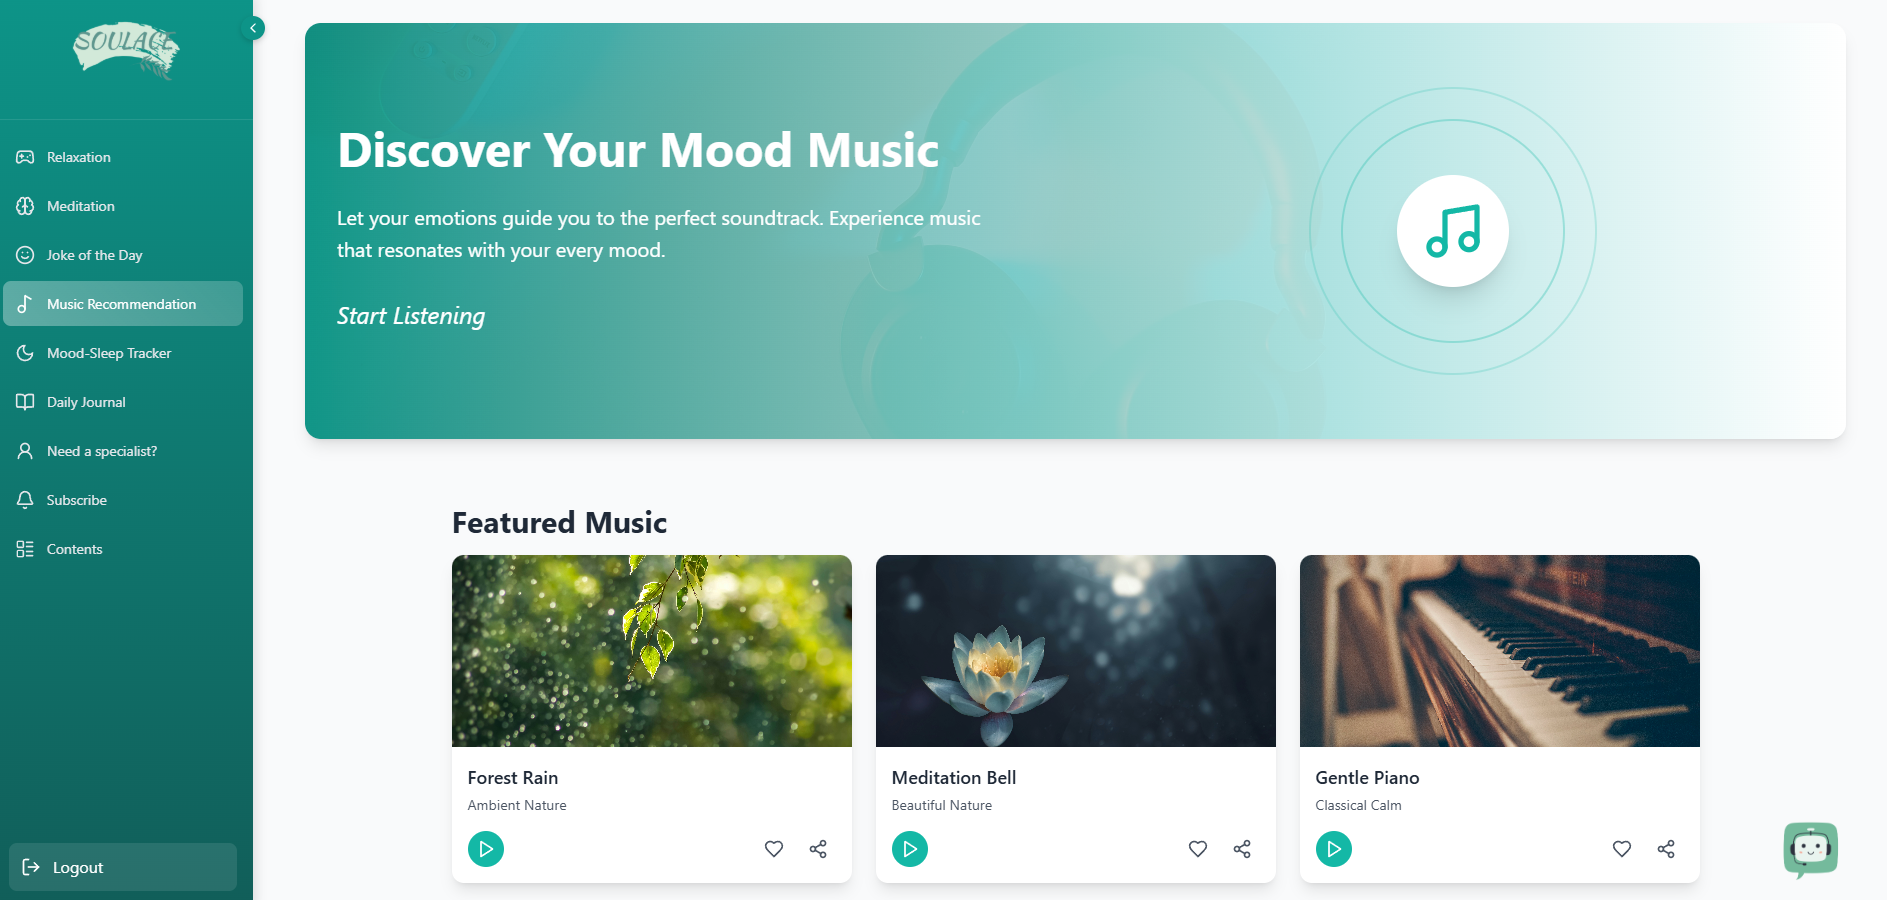 SOULACE
Relaxation
Meditation
Joke of the Day
Music Recommendation
Mood-Sleep Tracker
Daily Journal
Need a specialist?
Subscribe
Contents
Logout
Discover Your Mood Music
Let your emotions guide you to the perfect soundtrack. Experience music
that resonates with your every mood.
Start Listening
Featured Music
Forest Rain
Ambient Nature
Meditation Bell
Beautiful Nature
Gentle Piano
Classical Calm